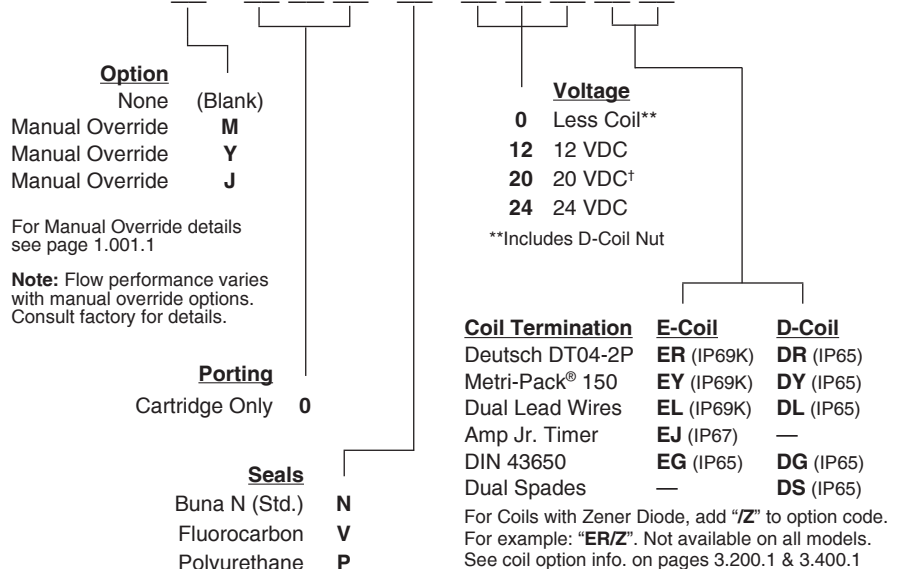 Option
None (Blank)
Manual Override M
Manual Override Y
Manual Override J
For Manual Override details
see page 1.001.1
Note: Flow performance varies
with manual override options.
Consult factory for details.
Porting
Cartridge Only 0
Seals
Buna N (Std.) N
Fluorocarbon V
Polyurethane P
Voltage
0 Less Coil**
12 12 VDC
20 20 VDC†
24 24 VDC
**Includes D-Coil Nut
Coil Termination E-Coil D-Coil
Deutsch DT04-2P ER (IP69K) DR (IP65)
Metri-Pack® 150 EY (IP69K) DY (IP65)
Dual Lead Wires EL (IP69K) DL (IP65)
Amp Jr. Timer EJ (IP67) —
DIN 43650 EG (IP65) DG (IP65)
Dual Spades — DS (IP65)
For Coils with Zener Diode, add “/Z” to option code.
For example: “ER/Z”. Not available on all models.
See coil option info. on pages 3.200.1 & 3.400.1